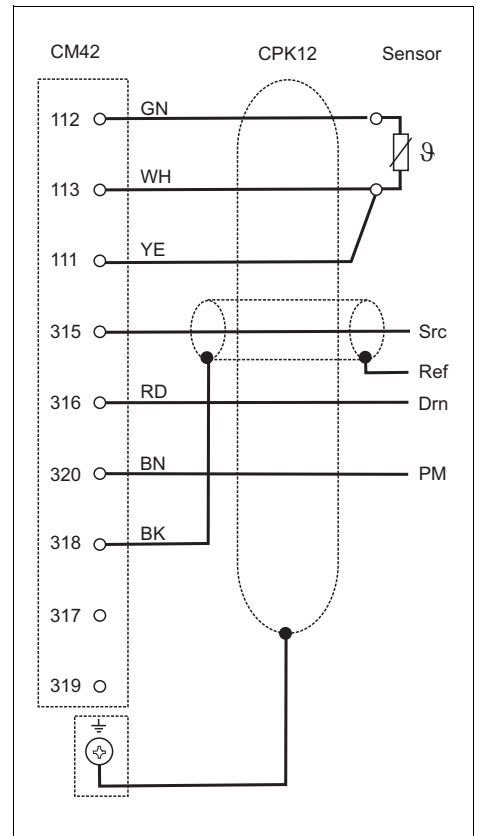 CM42 CPK12 Sensor
112 GN
ϑ
113 WH
111 YE
315 Src
Ref
316 RD Drn
320 BN PM
318 BK
317
319